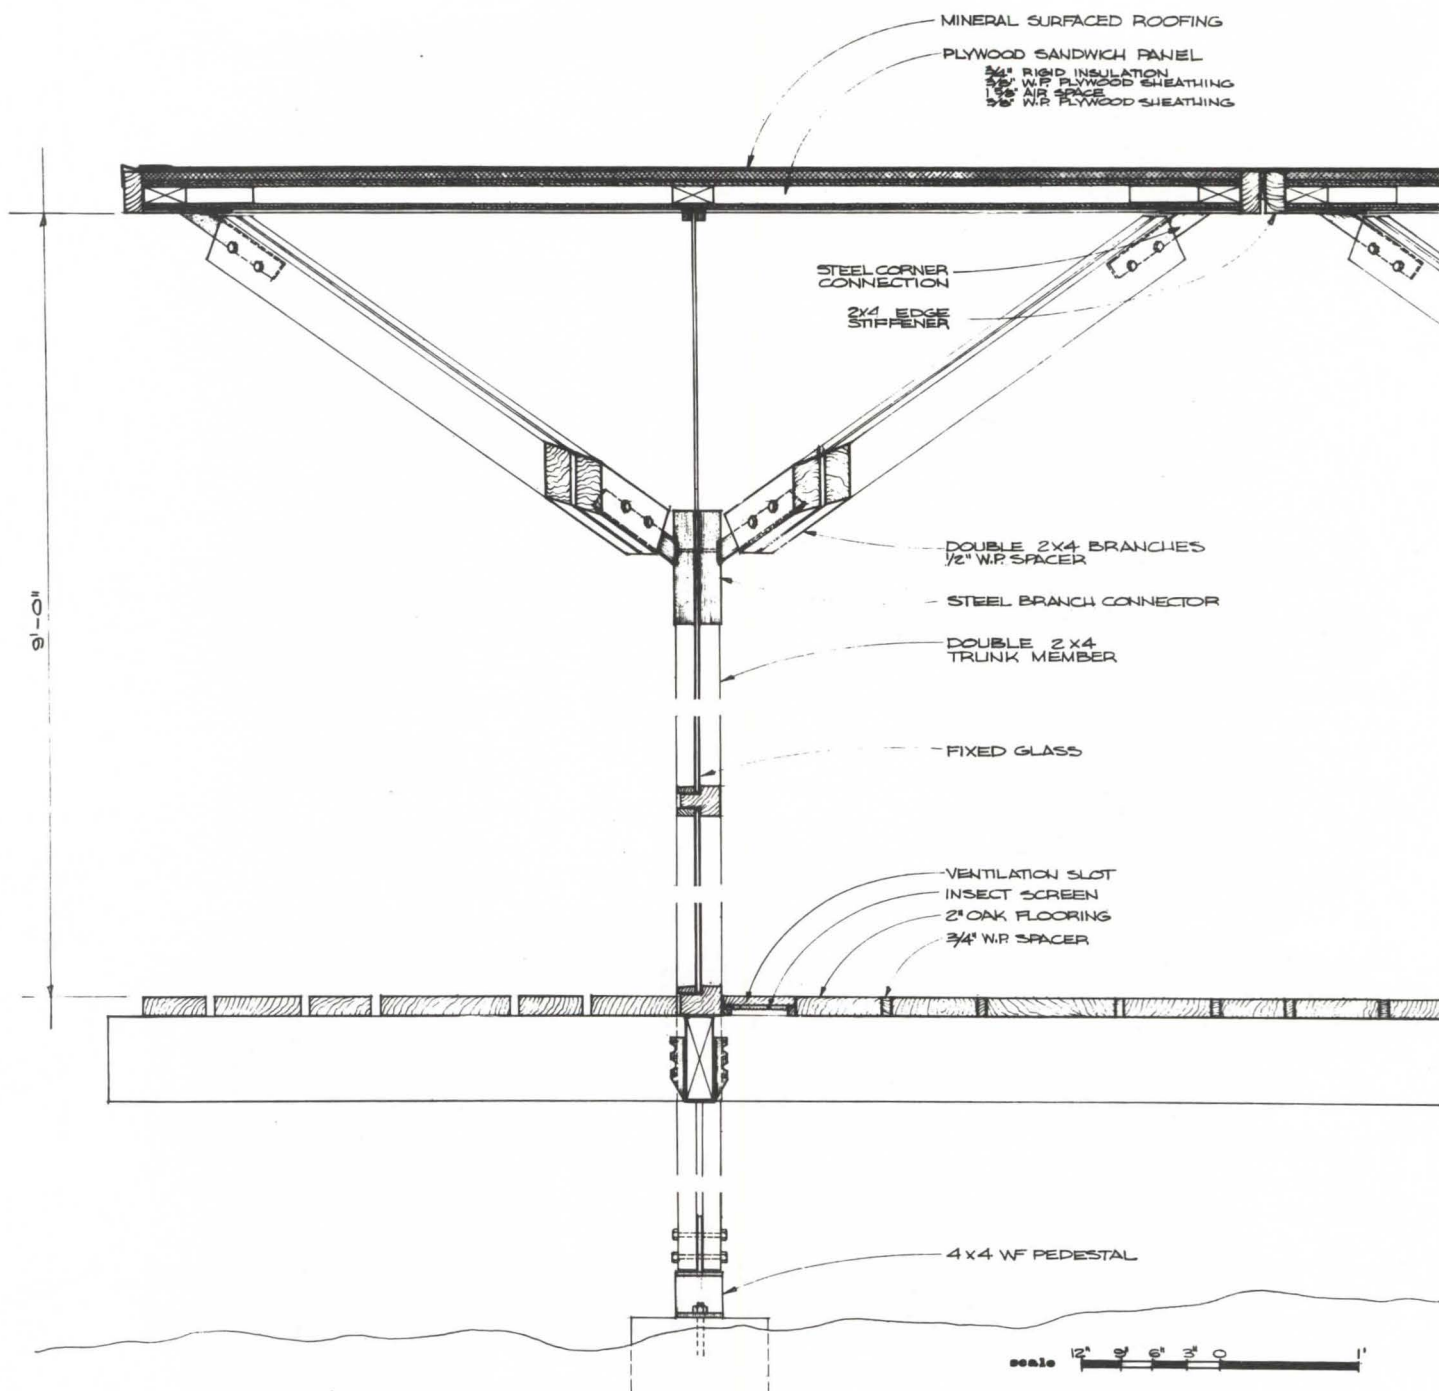 MINERAL SURFACED ROOFING
PLYWOOD SANDWICH PANEL
3/4" RIGID INSULATION
3/8" W.P. PLYWOOD SHEATHING
1 5/8" AIR SPACE
3/8" W.P. PLYWOOD SHEATHING
STEEL CORNER
CONNECTION
2x4 EDGE
STIFFENER
DOUBLE 2x4 BRANCHES
1/2" W.P. SPACER
STEEL BRANCH CONNECTOR
9'-0"
DOUBLE 2x4
TRUNK MEMBER
FIXED GLASS
VENTILATION SLOT
INSECT SCREEN
2" OAK FLOORING
3/4" W.P. SPACER
4x4 WF PEDESTAL
scale 12" 9" 6" 3" 0 1'